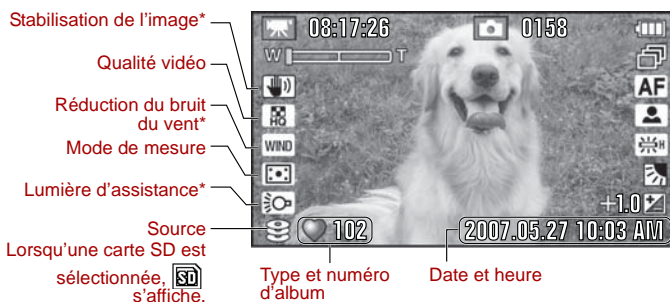 Stabilisation de l'image*
Qualité vidéo
Réduction du bruit
du vent*
Mode de mesure
Lumière d'assistance*
Source
Lorsqu'une carte SD est
sélectionnée, SD
s'affiche.
08:17:26
0158
W T
HQ
WIND
AF
H
+1.0
102
2007.05.27 10:03 AM
Type et numéro
d'album
Date et heure